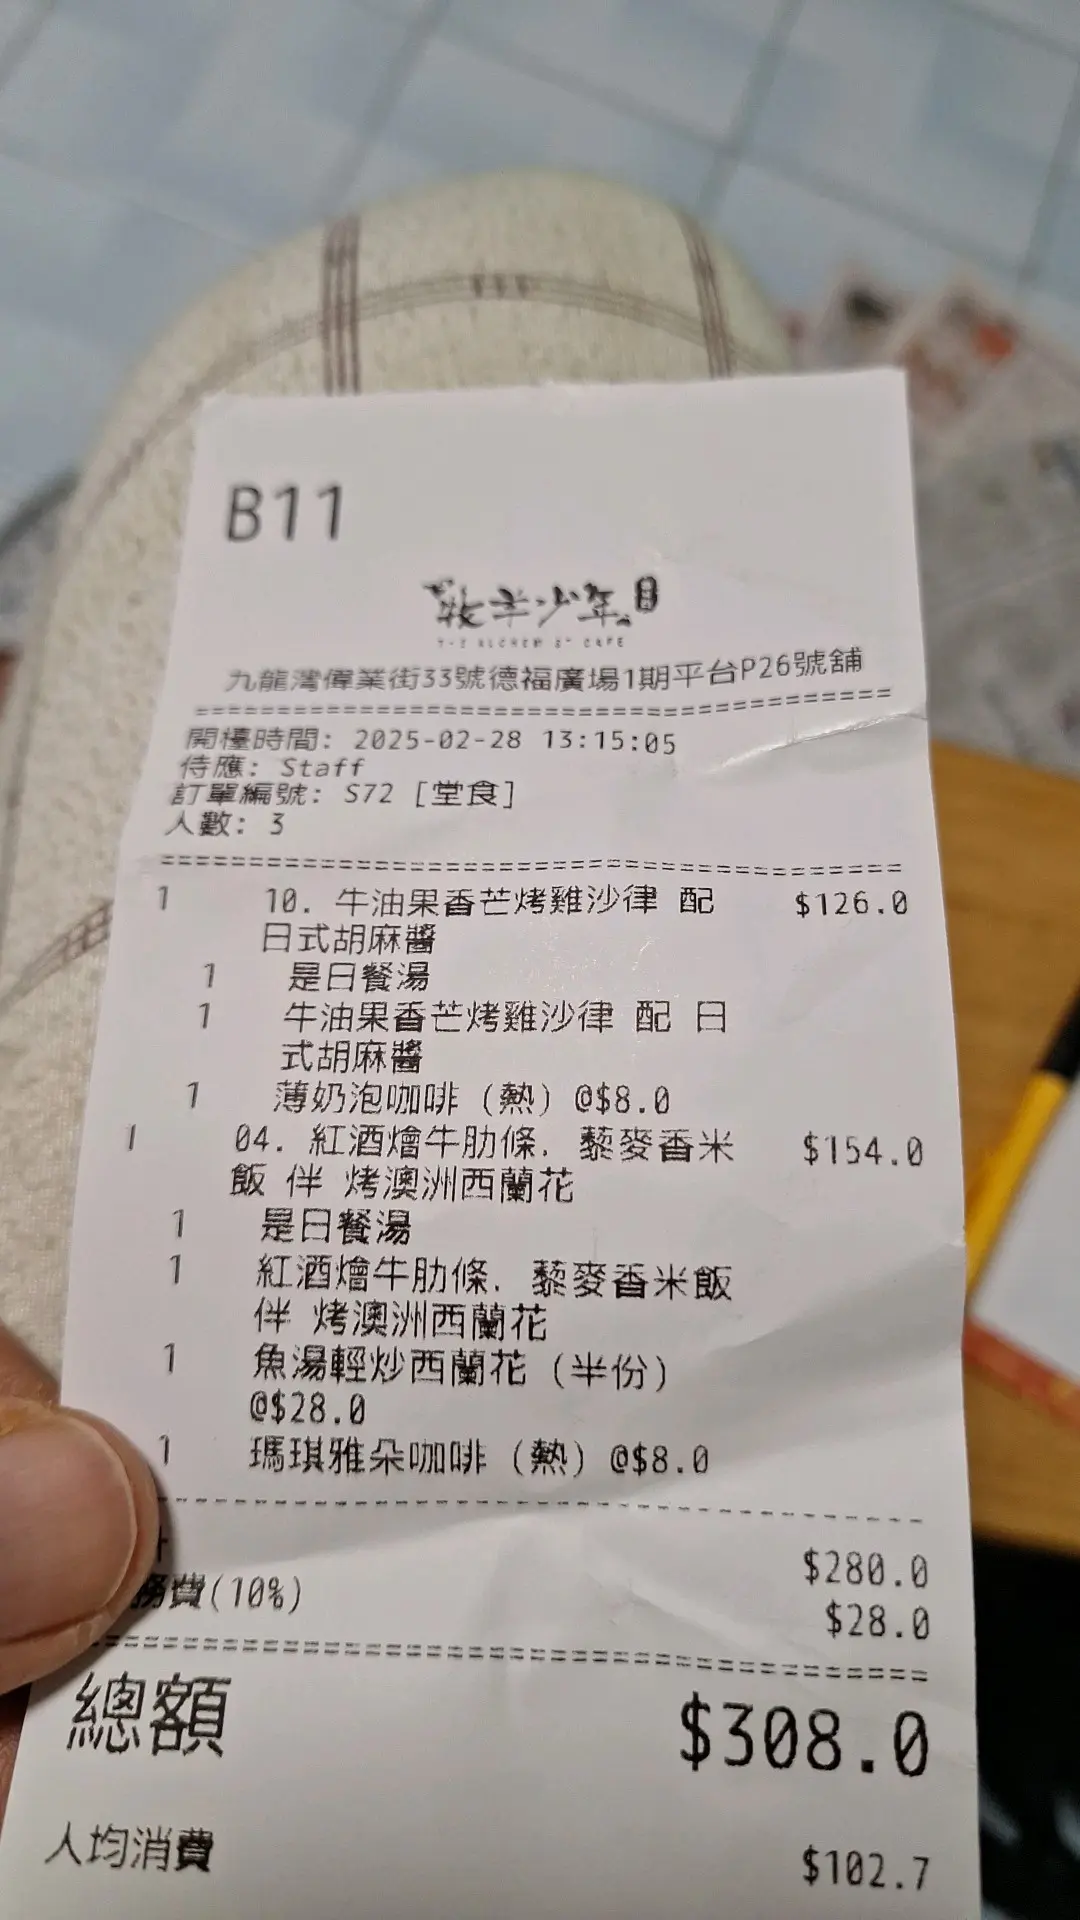 B11
牧羊少年
THE ALCHEMIST CAFE
九龍灣偉業街33號德福廣場1期平台P26號舖
開檯時間: 2025-02-28 13:15:05
侍應: Staff
訂單編號: S72 [堂食]
人數: 3
1 10. 牛油果香芒烤雞沙律 配 $126.0
日式胡麻醬
1 是日餐湯
1 牛油果香芒烤雞沙律 配 日
式胡麻醬
1 薄奶泡咖啡 (熱) @$8.0
1 04. 紅酒燴牛肋條. 藜麥香米 $154.0
飯 伴 烤澳洲西蘭花
1 是日餐湯
1 紅酒燴牛肋條. 藜麥香米飯
伴 烤澳洲西蘭花
1 魚湯輕炒西蘭花 (半份)
@$28.0
1 瑪琪雅朵咖啡 (熱) @$8.0
$280.0
務費(10%) $28.0
總額 $308.0
人均消費 $102.7